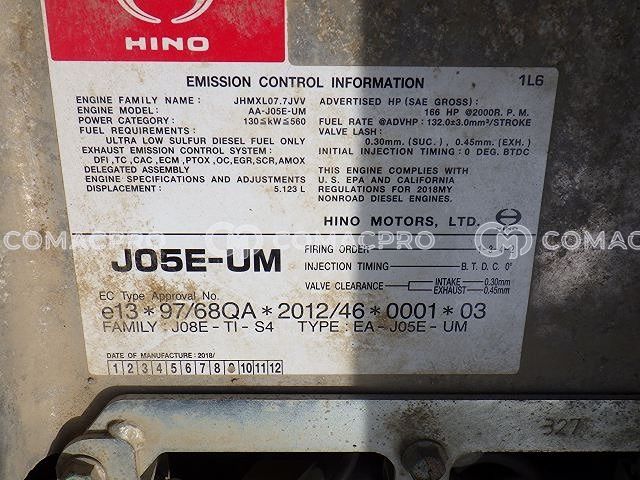 HINO
EMISSION CONTROL INFORMATION 1L6
ENGINE FAMILY NAME : JHMXL07.7JVV
ENGINE MODEL: AA-J05E-UM
POWER CATEGORY: 130≤kW≤560
FUEL REQUIREMENTS:
ULTRA LOW SULFUR DIESEL FUEL ONLY
EXHAUST EMISSION CONTROL SYSTEM:
DFI,TC,CAC,ECM,PTOX,OC,EGR,SCR,AMOX
DELEGATED ASSEMBLY
ENGINE SPECIFICATIONS AND ADJUSTMENTS
DISPLACEMENT: 5.123 L
ADVERTISED HP (SAE GROSS):
166 HP @2000R.P.M.
FUEL RATE @ADVHP: 132.0±3.0mm³/STROKE
VALVE LASH:
0.30mm (SUC.), 0.45mm (EXH.)
INITIAL INJECTION TIMING: 0 DEG. BTDC
THIS ENGINE COMPLIES WITH
U.S. EPA AND CALIFORNIA
REGULATIONS FOR 2018MY
NONROAD DIESEL ENGINES.
HINO MOTORS, LTD.
COMACPRO COMACPRO COMAC
J05E-UM
FIRING ORDER
INJECTION TIMING B.T.D.C. 0°
VALVE CLEARANCE INTAKE 0.30mm
EXHAUST 0.45mm
EC Type Approval No.
e13*97/68QA*2012/46*0001*03
FAMILY : J08E-TI-S4 TYPE: EA-J05E-UM
DATE OF MANUFACTURE: 2018/
1 2 3 4 5 6 7 8 10 11 12
327